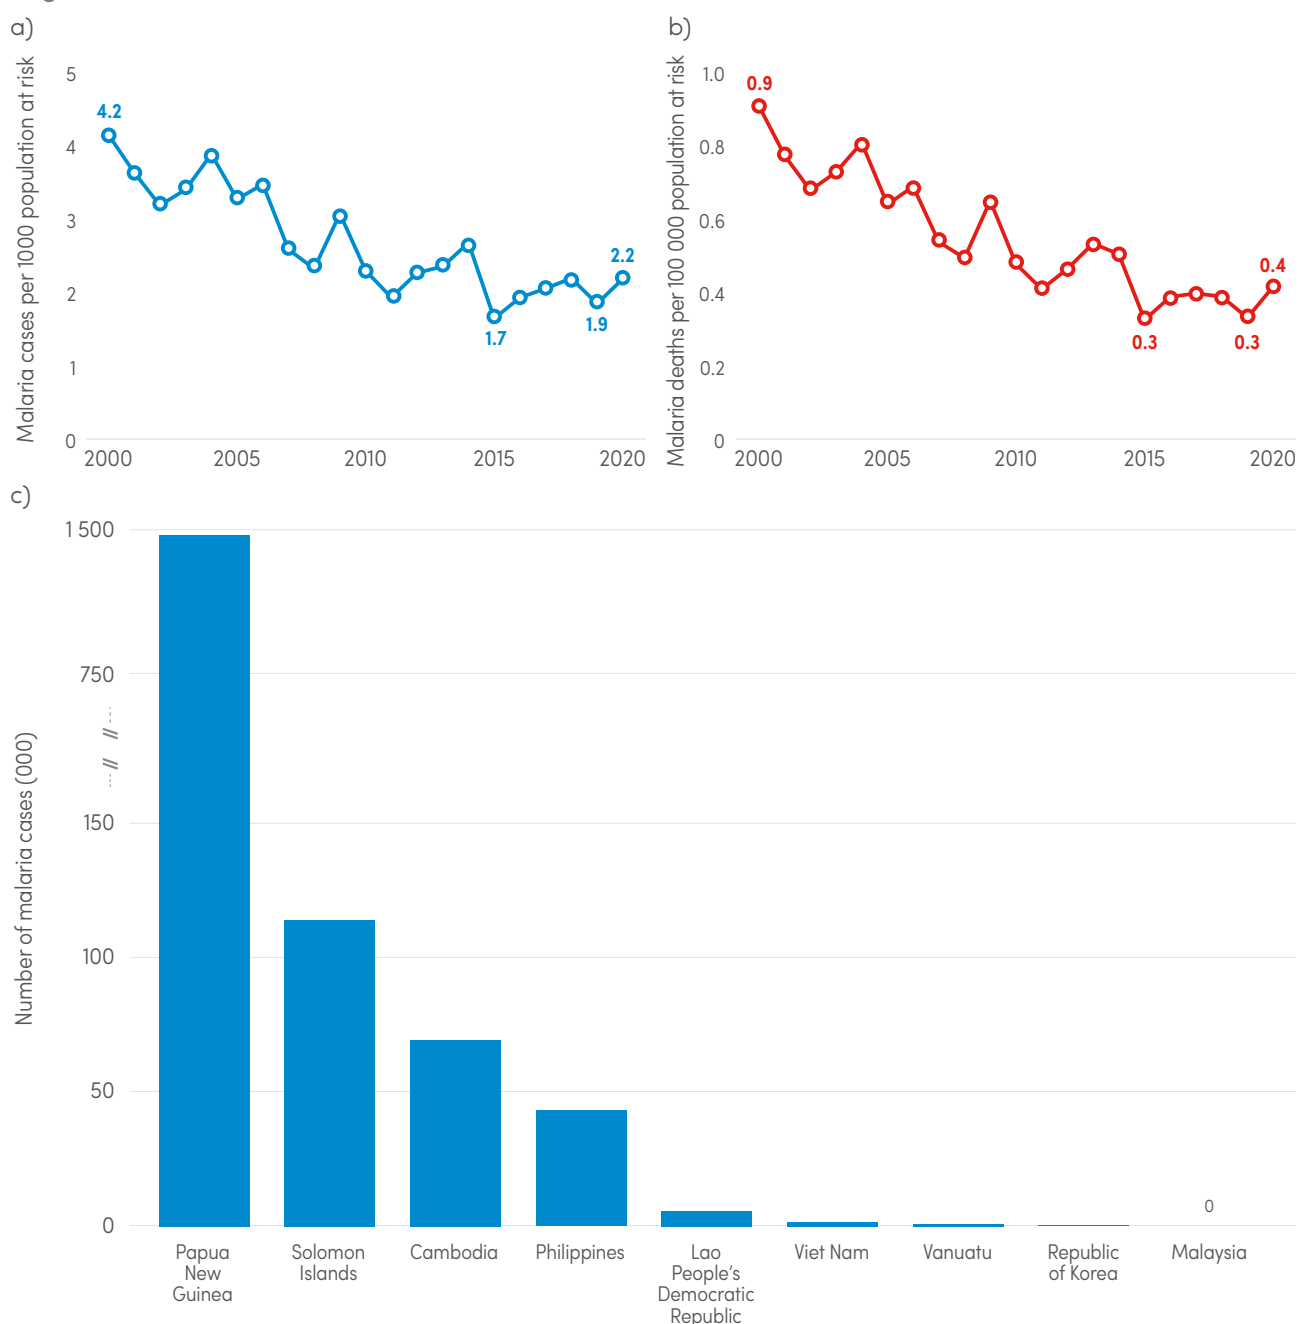 a)
Malaria cases per 1000 population at risk
5
4
3
2
1
0
4.2
1.7
1.9
2.2
2000 2005 2010 2015 2020
b)
Malaria deaths per 100 000 population at risk
1.0
0.8
0.6
0.4
0.2
0
0.9
0.3
0.3
0.4
2000 2005 2010 2015 2020
c)
Number of malaria cases (000)
1 500
750
150
100
50
0
0
Papua
New
Guinea
Solomon
Islands
Cambodia
Philippines
Lao
People's
Democratic
Republic
Viet Nam
Vanuatu
Republic
of Korea
Malaysia